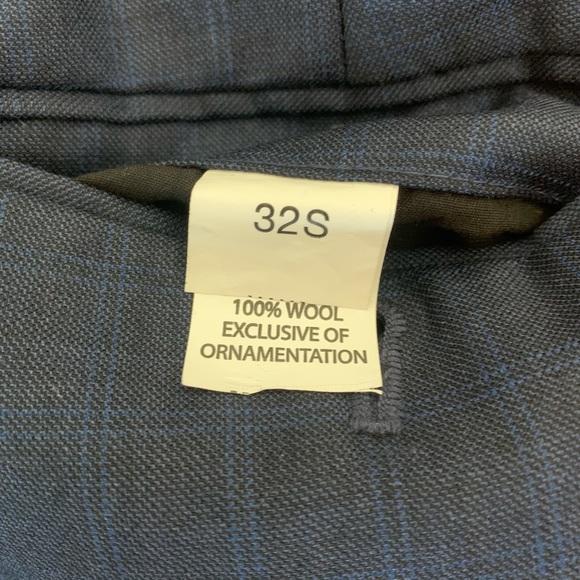 32S
100% WOOL
EXCLUSIVE OF
ORNAMENTATION